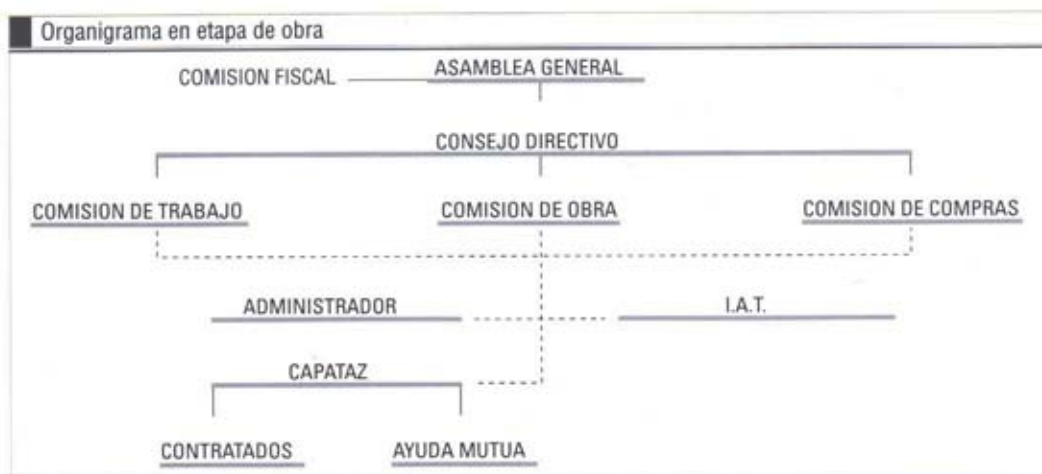 Organigrama en etapa de obra
COMISION FISCAL
ASAMBLEA GENERAL
CONSEJO DIRECTIVO
COMISION DE TRABAJO
COMISION DE OBRA
COMISION DE COMPRAS
ADMINISTRADOR
I.A.T.
CAPATAZ
CONTRATADOS
AYUDA MUTUA